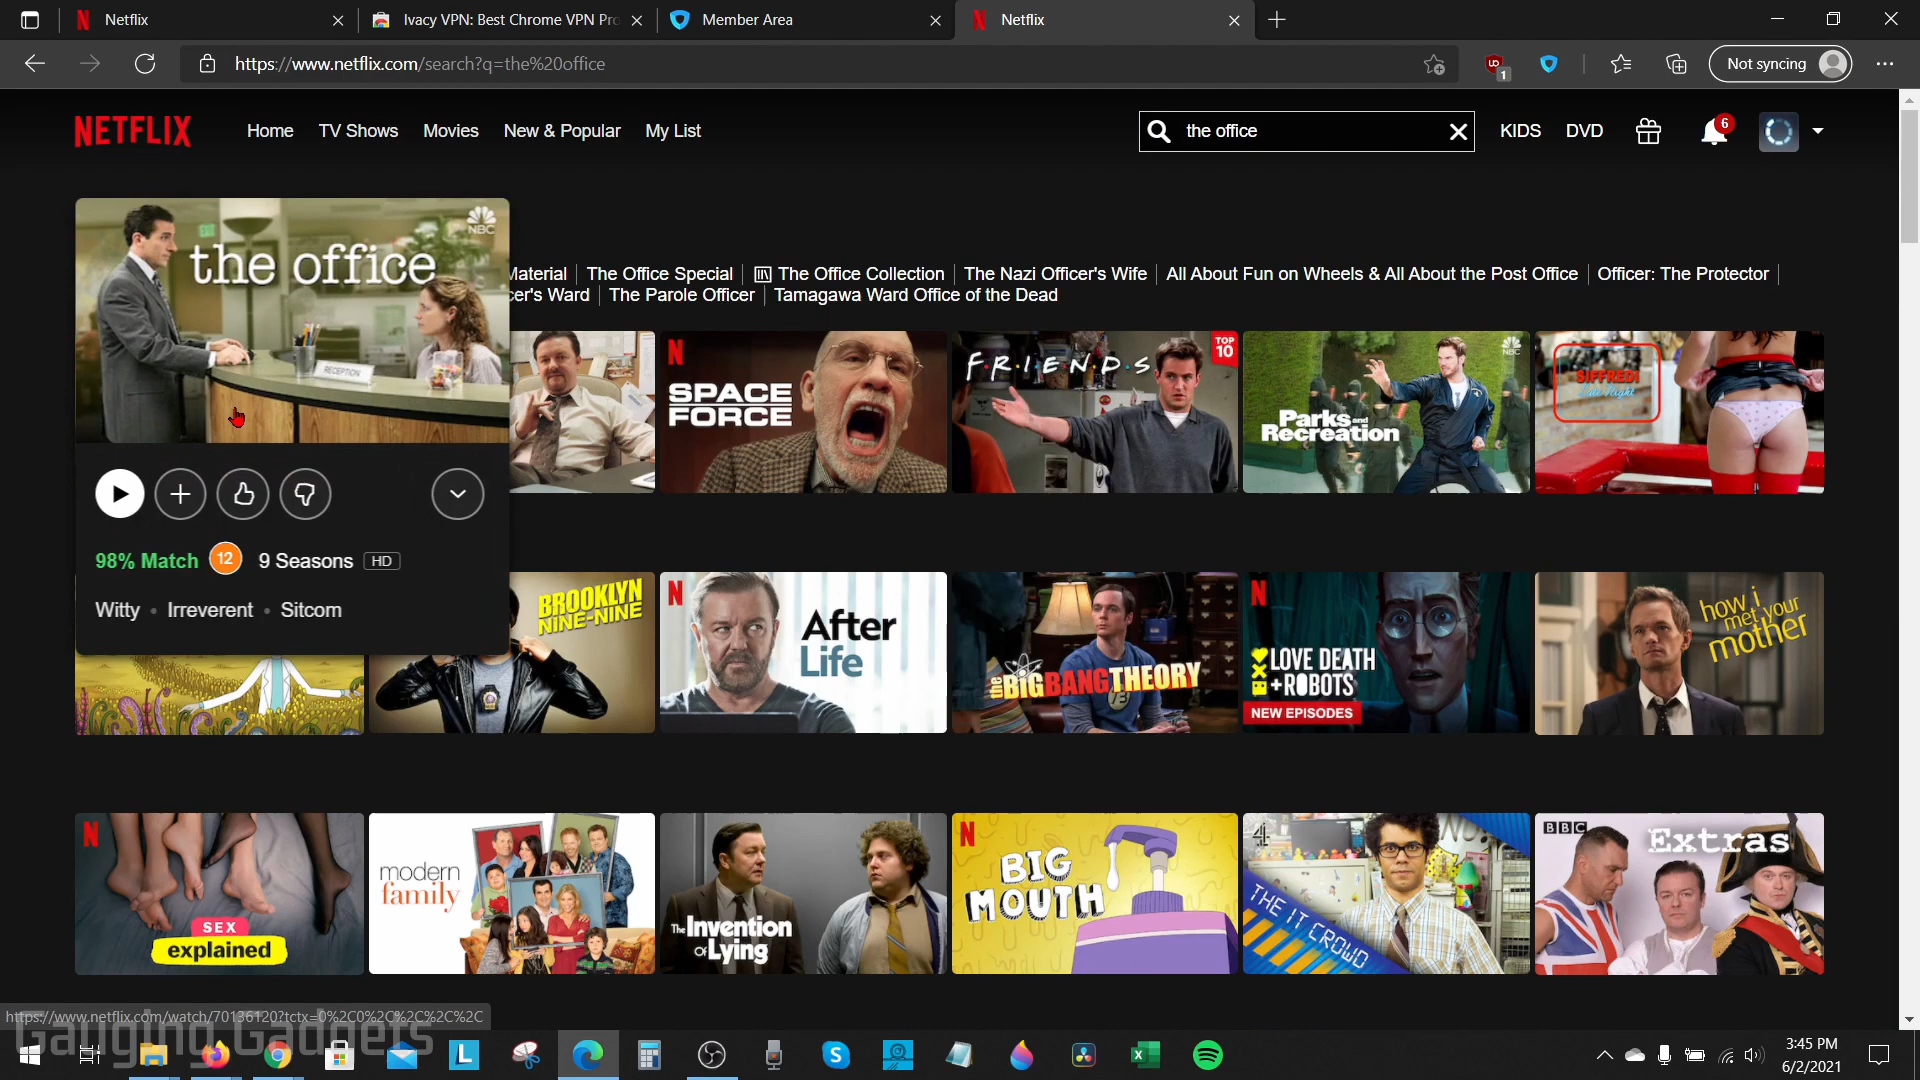 Netflix
Ivacy VPN: Best Chrome VPN Pro
Member Area
Netflix
https://www.netflix.com/search?q=the%20office
1
Not syncing
NETFLIX
Home
TV Shows
Movies
New & Popular
My List
the office
KIDS
DVD
6
the office
NBC
RECEPTION
Material
The Office Special
The Office Collection
The Nazi Officer's Wife
All About Fun on Wheels & All About the Post Office
Officer: The Protector
cer's Ward
The Parole Officer
Tamagawa Ward Office of the Dead
N
SPACE
FORCE
F·R·I·E·N·D·S
TOP
10
Parks and
Recreation
NBC
SIFFREDI
Late Night
98% Match
12
9 Seasons
HD
Witty • Irreverent • Sitcom
BROOKLYN
NINE-NINE
N
After
Life
the BIG BANG THEORY
N
LOVE DEATH
+ ROBOTS
NEW EPISODES
how i
met your
mother
N
SEX
explained
modern
family
The Invention
of Lying
N
BIG
MOUTH
4
THE IT CROWD
BBC
Extras
https://www.netflix.com/watch/70136120?tctx=0%2C0%2C%2C%2C%2C
Gauging Gadgets
L
S
X
3:45 PM
6/2/2021